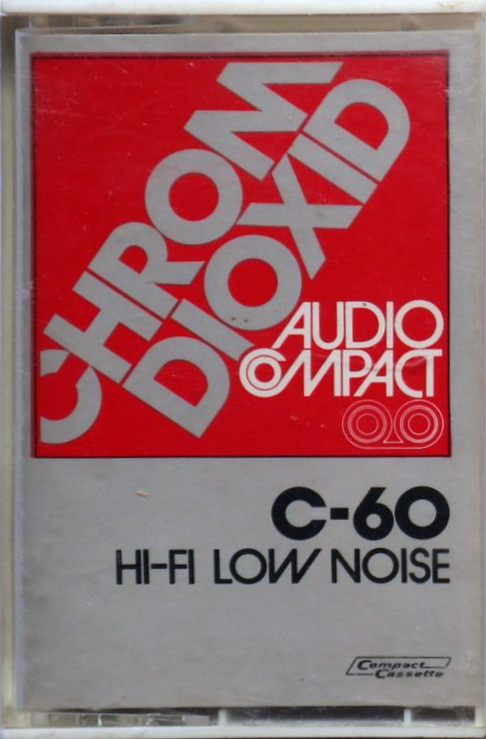 CHROM
DIOXID
AUDIO
COMPACT
C-60
HI-FI LOW NOISE
Compact
Cassette